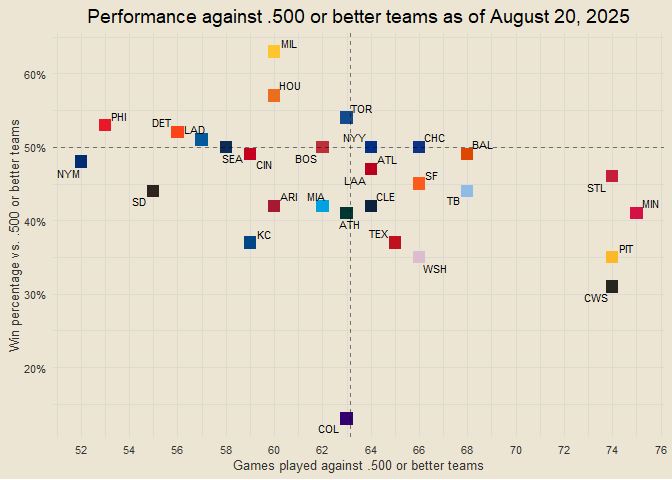 Performance against .500 or better teams as of August 20, 2025
Win percentage vs. .500 or better teams
60%
50%
40%
30%
20%
MIL
HOU
PHI
TOR
DET
LAD
NYY
CHC
BAL
NYM
SEA
CIN
BOS
ATL
LAA
SF
STL
SD
ARI
MIA
CLE
TB
MIN
ATH
KC
TEX
WSH
PIT
CWS
COL
52 54 56 58 60 62 64 66 68 70 72 74 76
Games played against .500 or better teams